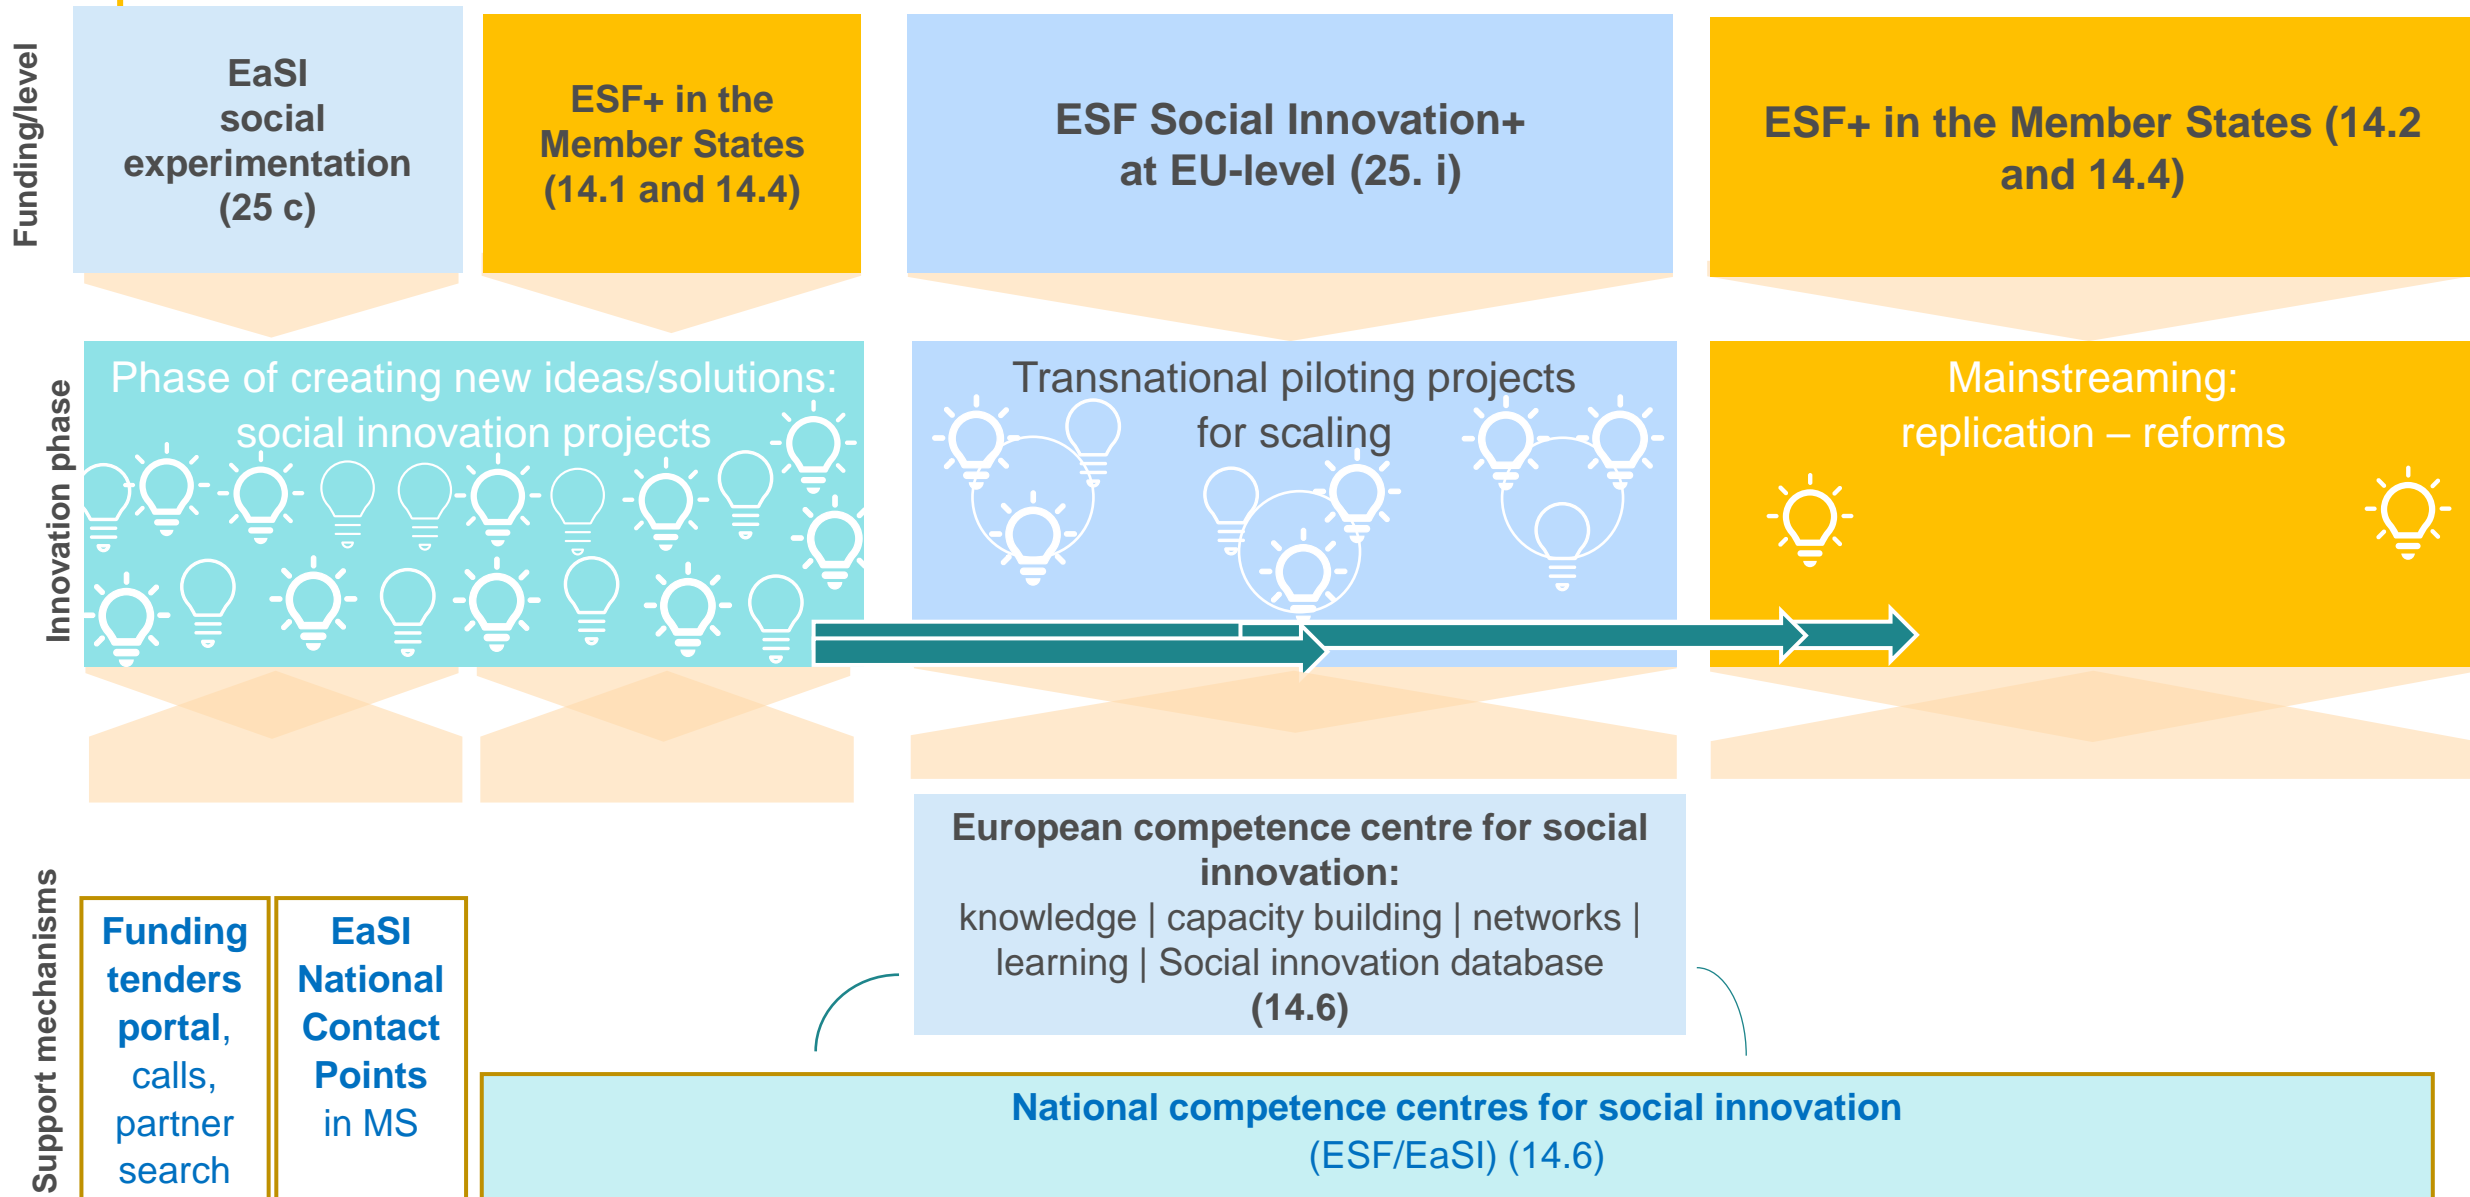 Funding/level
EaSI
social
experimentation
(25 c)
ESF+ in the
Member States
(14.1 and 14.4)
ESF Social Innovation+
at EU-level (25. i)
ESF+ in the Member States (14.2
and 14.4)
Innovation phase
Phase of creating new ideas/solutions:
social innovation projects
Transnational piloting projects
for scaling
Mainstreaming:
replication – reforms
Support mechanisms
Funding
tenders
portal,
calls,
partner
search
EaSI
National
Contact
Points
in MS
European competence centre for social
innovation:
knowledge | capacity building | networks |
learning | Social innovation database
(14.6)
National competence centres for social innovation
(ESF/EaSI) (14.6)